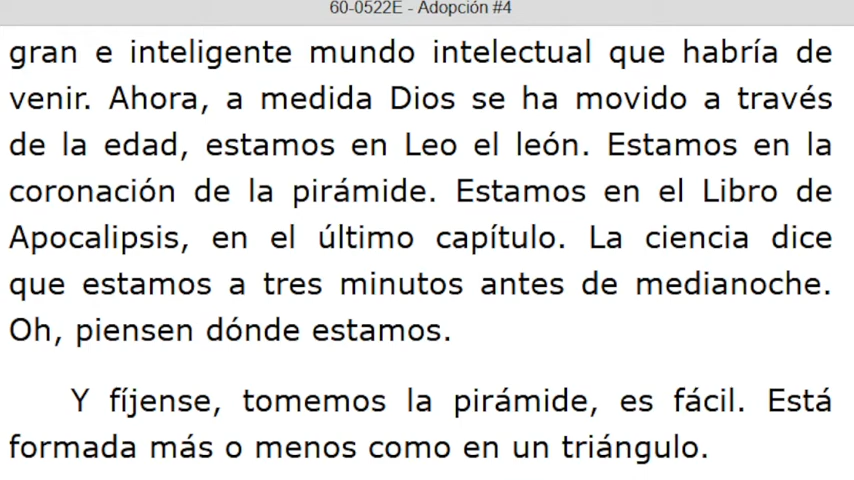 60-0522E - Adopción #4
gran e inteligente mundo intelectual que habría de
venir. Ahora, a medida Dios se ha movido a través
de la edad, estamos en Leo el león. Estamos en la
coronación de la pirámide. Estamos en el Libro de
Apocalipsis, en el último capítulo. La ciencia dice
que estamos a tres minutos antes de medianoche.
Oh, piensen dónde estamos.
Y fíjense, tomemos la pirámide, es fácil. Está
formada más o menos como en un triángulo.